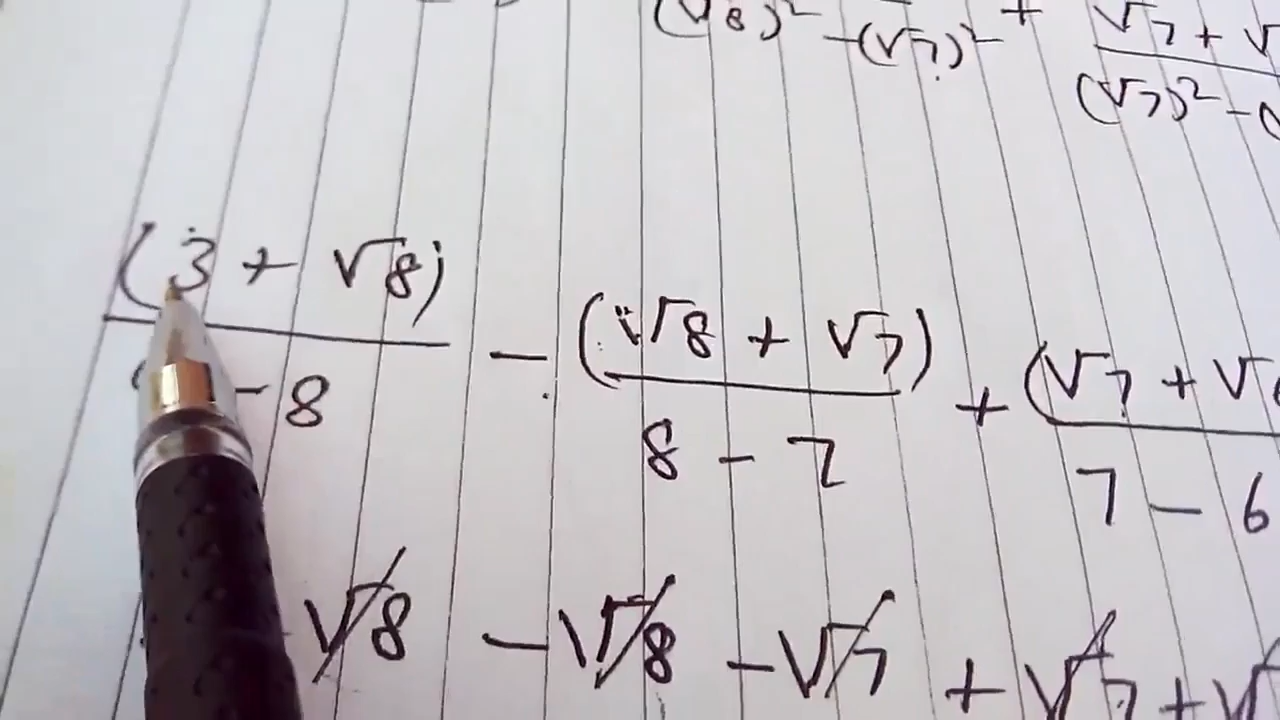 (√8)² - (√7)² + √7 + √
(√7)² -
(3 + √8) - (√8 + √7) + (√7 + √6
- 8 8 - 7 7 - 6
√8 - √8 - √7 + √7 + √